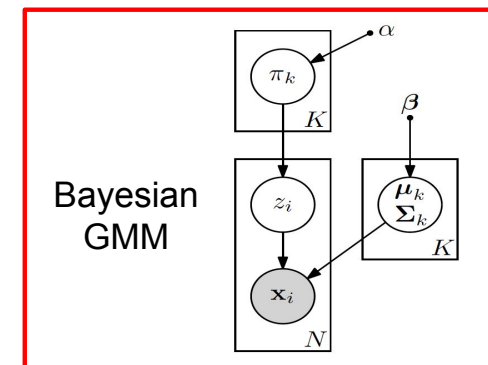 α
π_k
K
β
Bayesian
GMM
z_i
μ_k
Σ_k
K
x_i
N